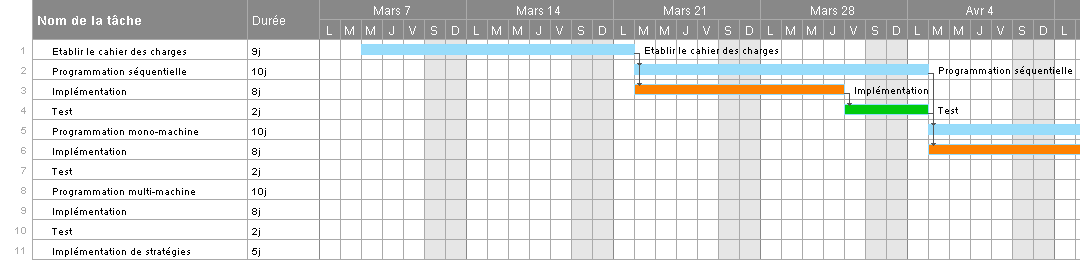 Nom de la tâche Durée Mars 7 Mars 14 Mars 21 Mars 28 Avr 4
L M M J V S D L M M J V S D L M M J V S D L M M J V S D L M M J V S D L
1 Etablir le cahier des charges 9j Etablir le cahier des charges
2 Programmation séquentielle 10j Programmation séquentielle
3 Implémentation 8j Implémentation
4 Test 2j Test
5 Programmation mono-machine 10j
6 Implémentation 8j
7 Test 2j
8 Programmation multi-machine 10j
9 Implémentation 8j
10 Test 2j
11 Implémentation de stratégies 5j